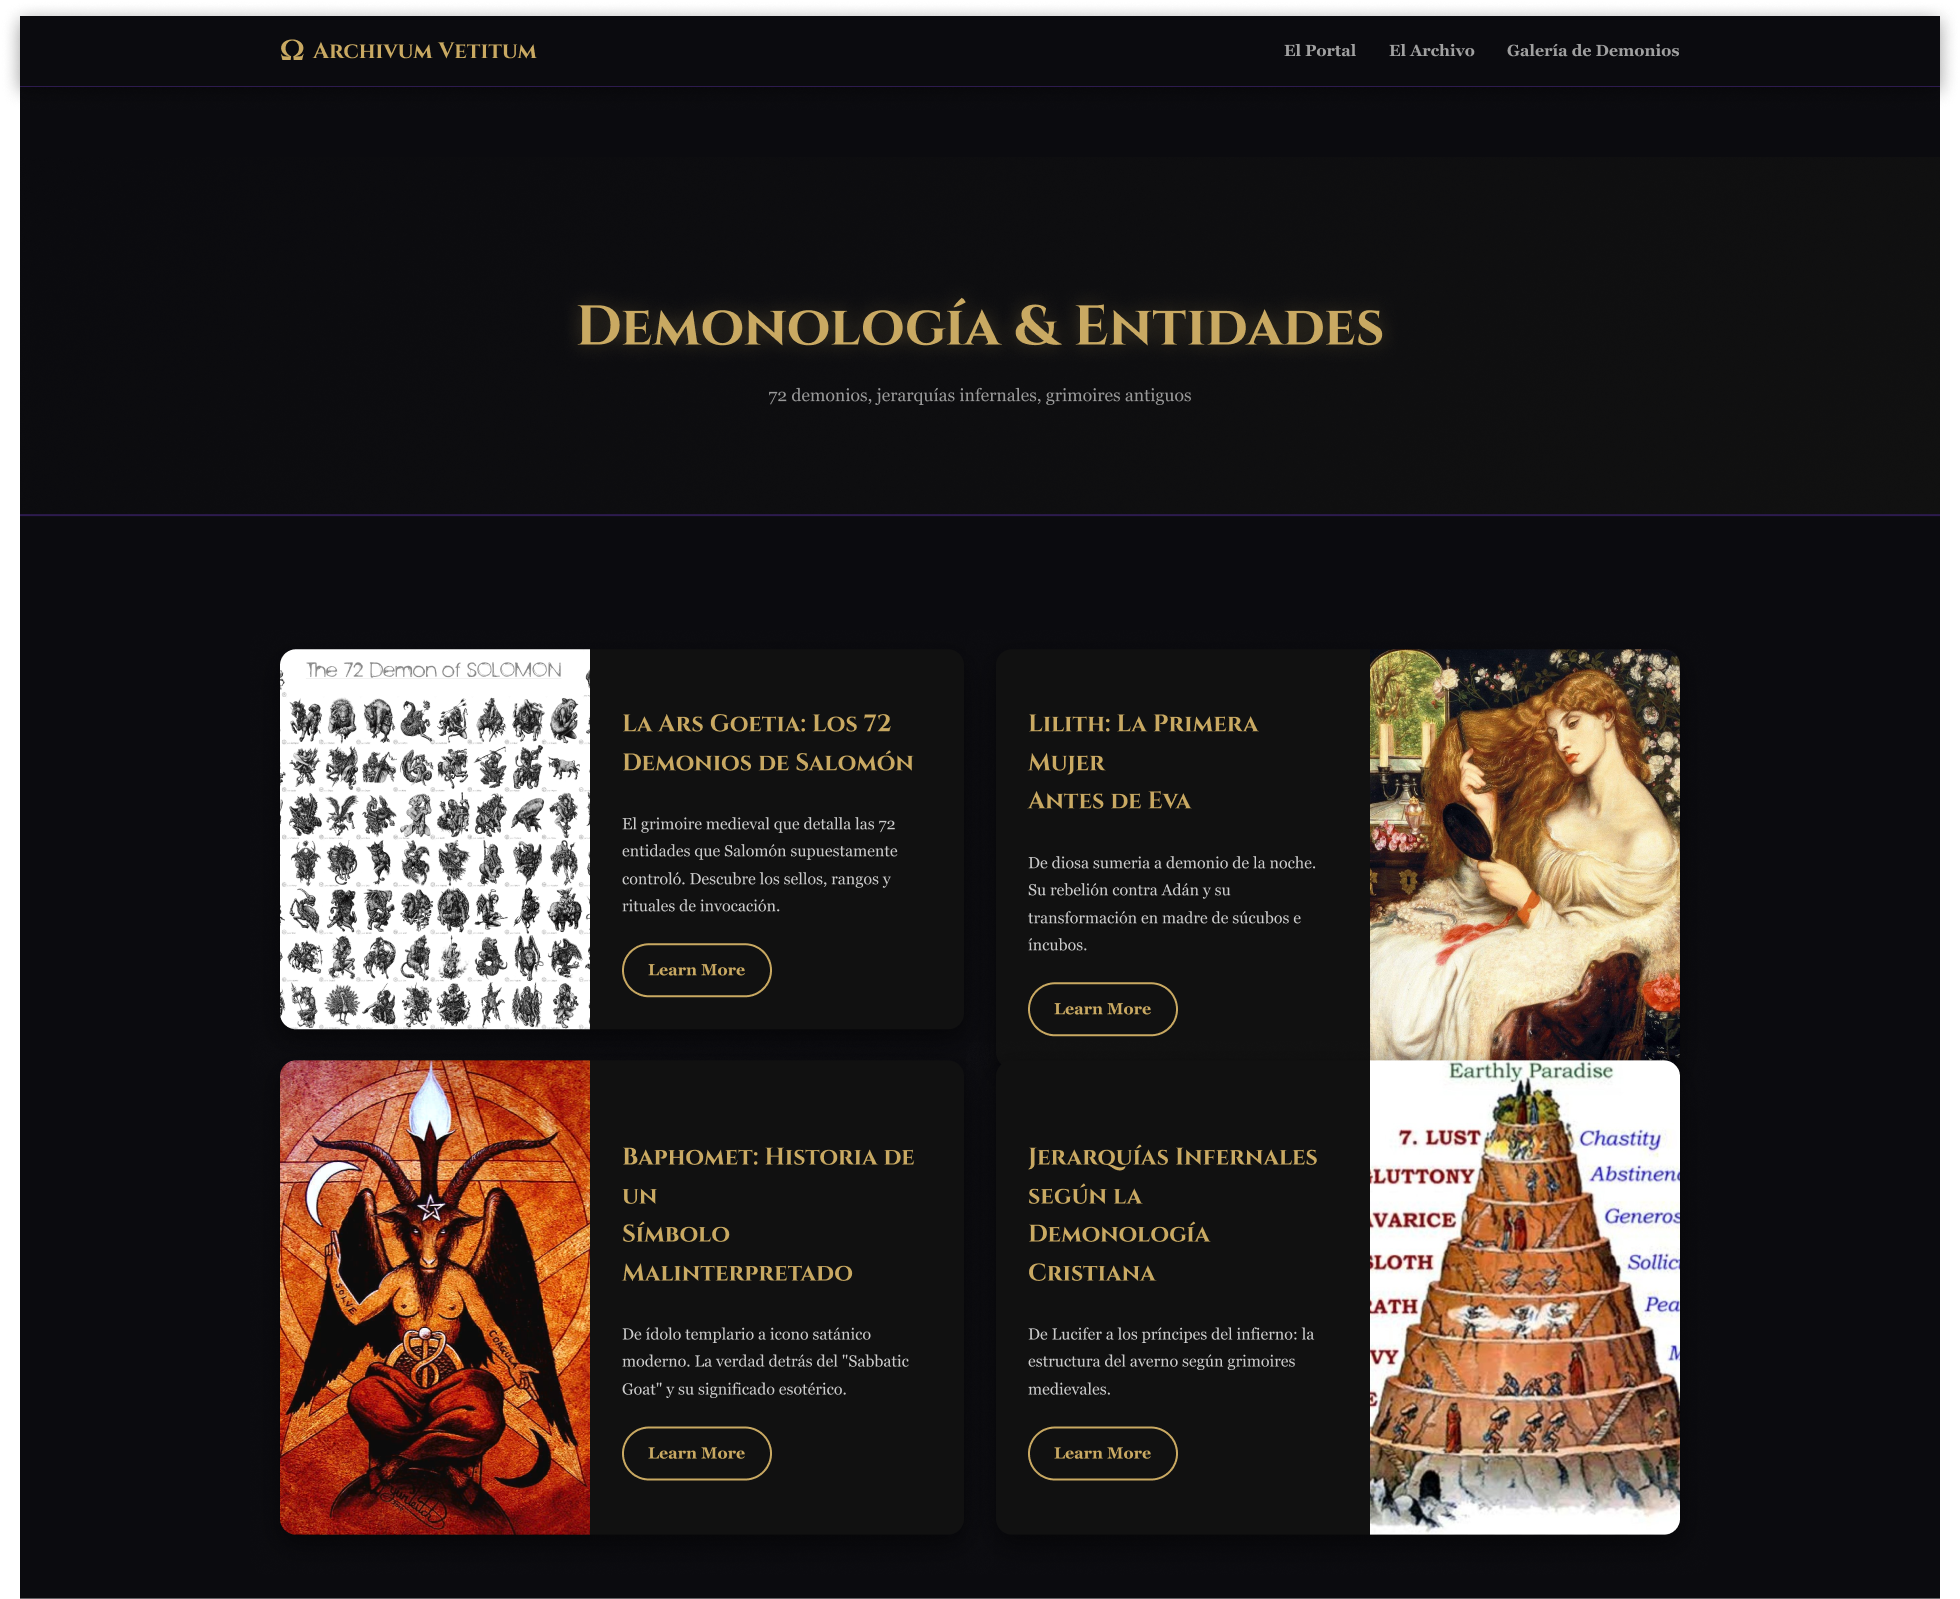 Ω Archivum Vetitum
El Portal
El Archivo
Galería de Demonios
Demonología & Entidades
72 demonios, jerarquías infernales, grimoires antiguos
The 72 Demon of SOLOMON
La Ars Goetia: Los 72
Demonios de Salomón
El grimoire medieval que detalla las 72
entidades que Salomón supuestamente
controló. Descubre los sellos, rangos y
rituales de invocación.
Learn More
Lilith: La Primera
Mujer
Antes de Eva
De diosa sumeria a demonio de la noche.
Su rebelión contra Adán y su
transformación en madre de súcubos e
íncubos.
Learn More
SOLVE
COAGULA
Baphomet: Historia de
un
Símbolo
Malinterpretado
De ídolo templario a icono satánico
moderno. La verdad detrás del "Sabbatic
Goat" y su significado esotérico.
Learn More
Jerarquías Infernales
según la
Demonología
Cristiana
De Lucifer a los príncipes del infierno: la
estructura del averno según grimoires
medievales.
Learn More
Earthly Paradise
7. LUST Chastity
LUTTONY Abstinen
VARICE Generos
SLOTH Sollic
RATH Pea
VY M
E